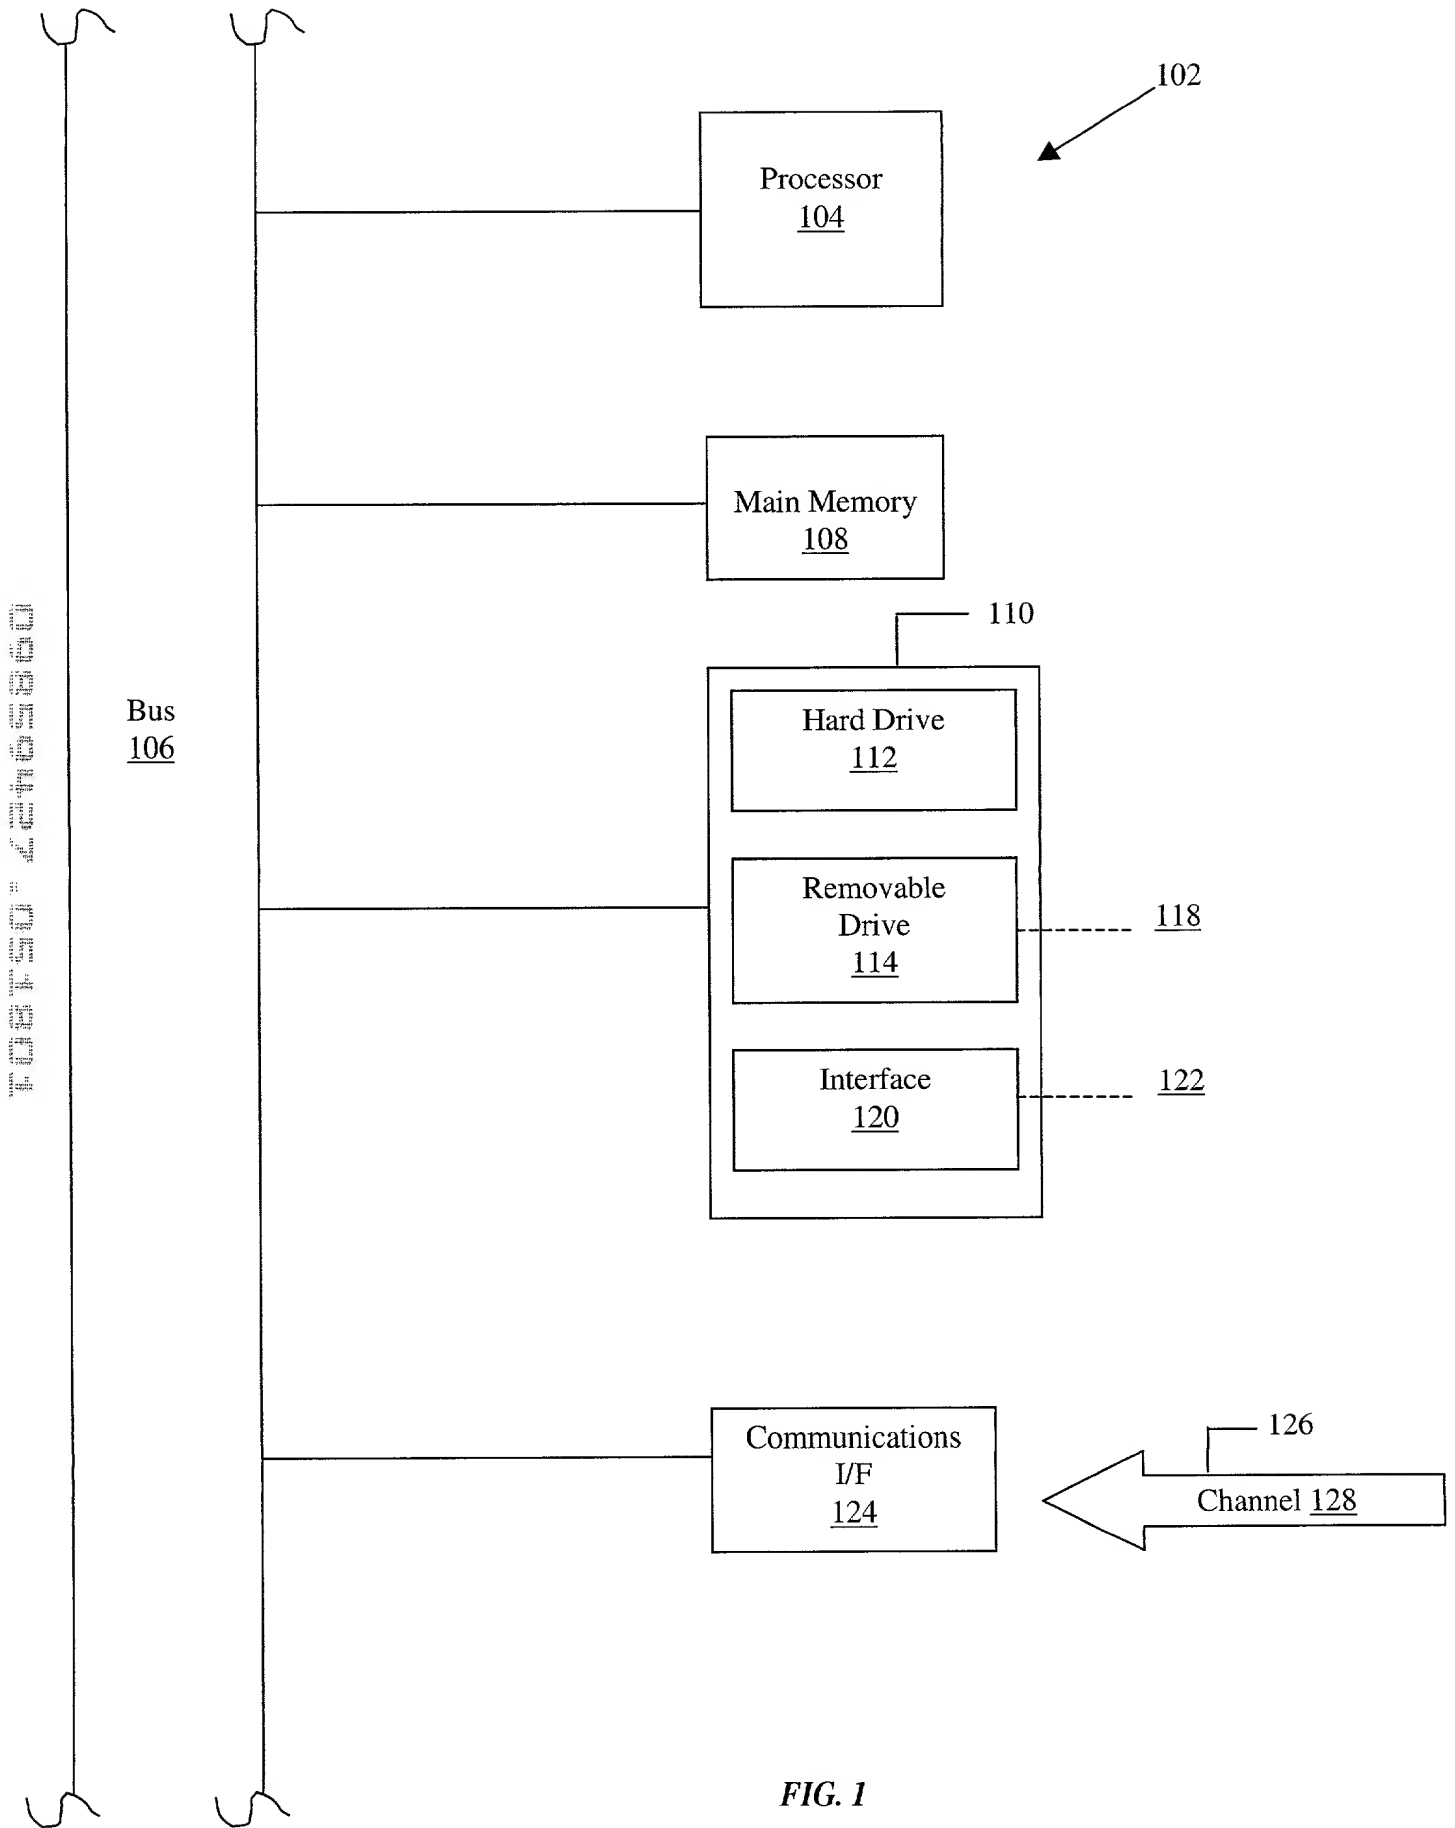 102
Processor
104
Main Memory
108
110
Bus
106
Hard Drive
112
Removable
Drive
114
118
Interface
120
122
Communications
I/F
124
126
Channel 128
FIG. 1